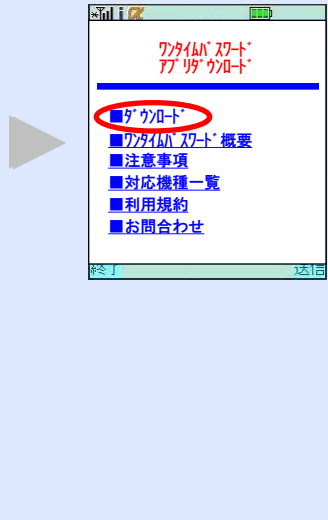 ﾜﾝﾀｲﾑﾊﾟｽﾜｰﾄﾞ
ｱﾌﾟﾘﾀﾞｳﾝﾛｰﾄﾞ
■ﾀﾞｳﾝﾛｰﾄﾞ
■ﾜﾝﾀｲﾑﾊﾟｽﾜｰﾄﾞ概要
■注意事項
■対応機種一覧
■利用規約
■お問合わせ
終了 送信